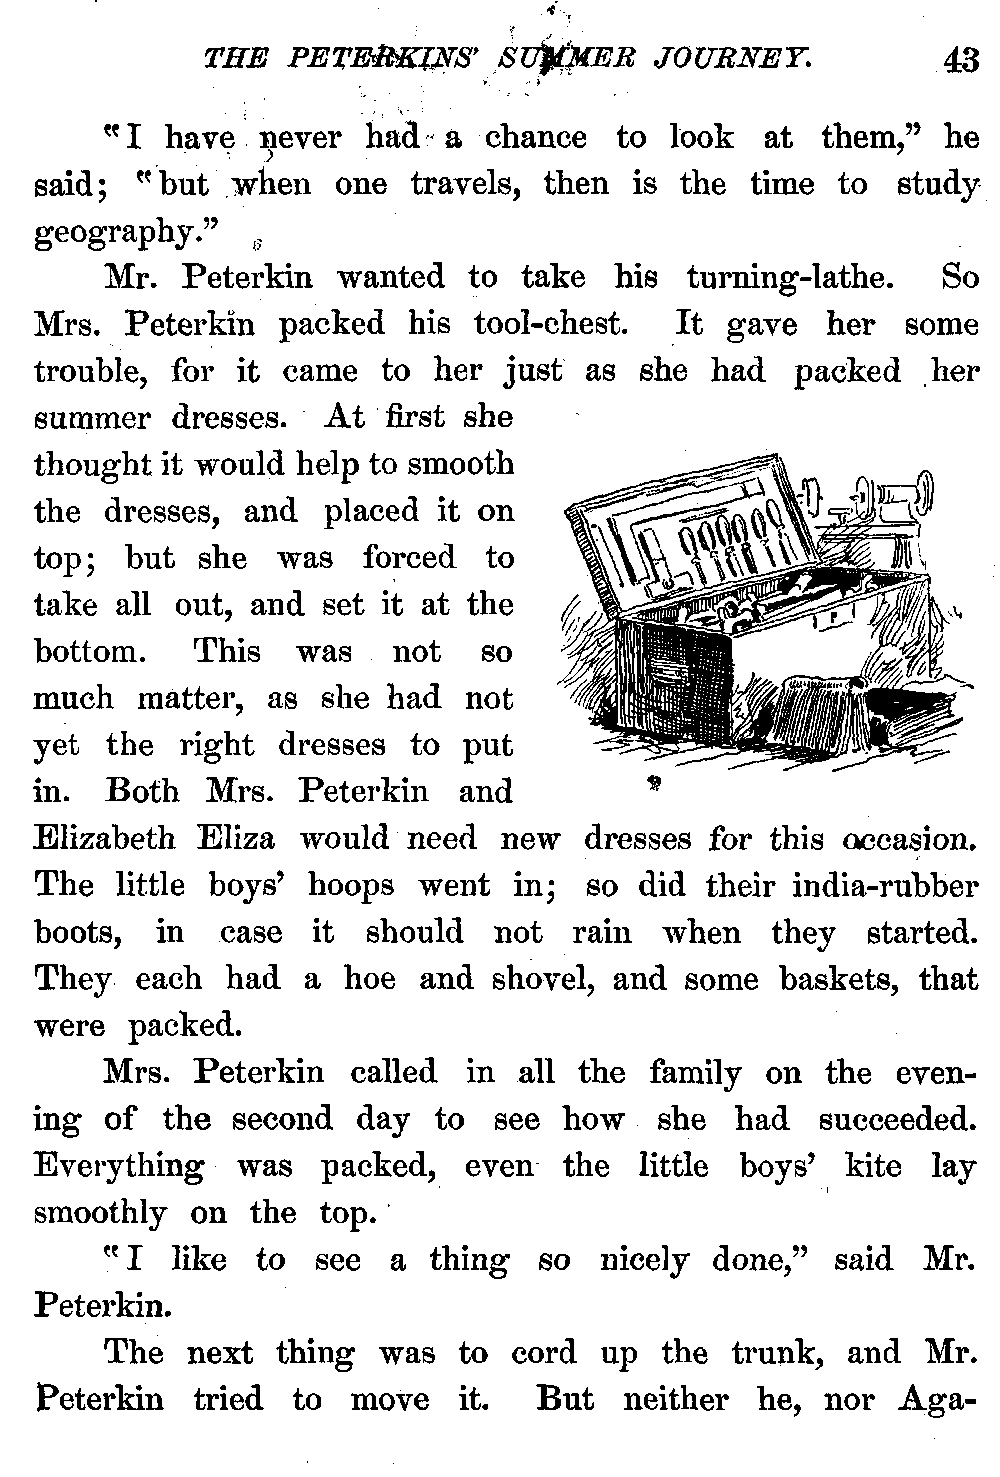 THE PETERKINS' SUMMER JOURNEY. 43
"I have never had a chance to look at them," he
said; "but when one travels, then is the time to study
geography."
Mr. Peterkin wanted to take his turning-lathe. So
Mrs. Peterkin packed his tool-chest. It gave her some
trouble, for it came to her just as she had packed her
summer dresses. At first she
thought it would help to smooth
the dresses, and placed it on
top; but she was forced to
take all out, and set it at the
bottom. This was not so
much matter, as she had not
yet the right dresses to put
in. Both Mrs. Peterkin and
Elizabeth Eliza would need new dresses for this occasion.
The little boys' hoops went in; so did their india-rubber
boots, in case it should not rain when they started.
They each had a hoe and shovel, and some baskets, that
were packed.
Mrs. Peterkin called in all the family on the even-
ing of the second day to see how she had succeeded.
Everything was packed, even the little boys' kite lay
smoothly on the top.
"I like to see a thing so nicely done," said Mr.
Peterkin.
The next thing was to cord up the trunk, and Mr.
Peterkin tried to move it. But neither he, nor Aga-